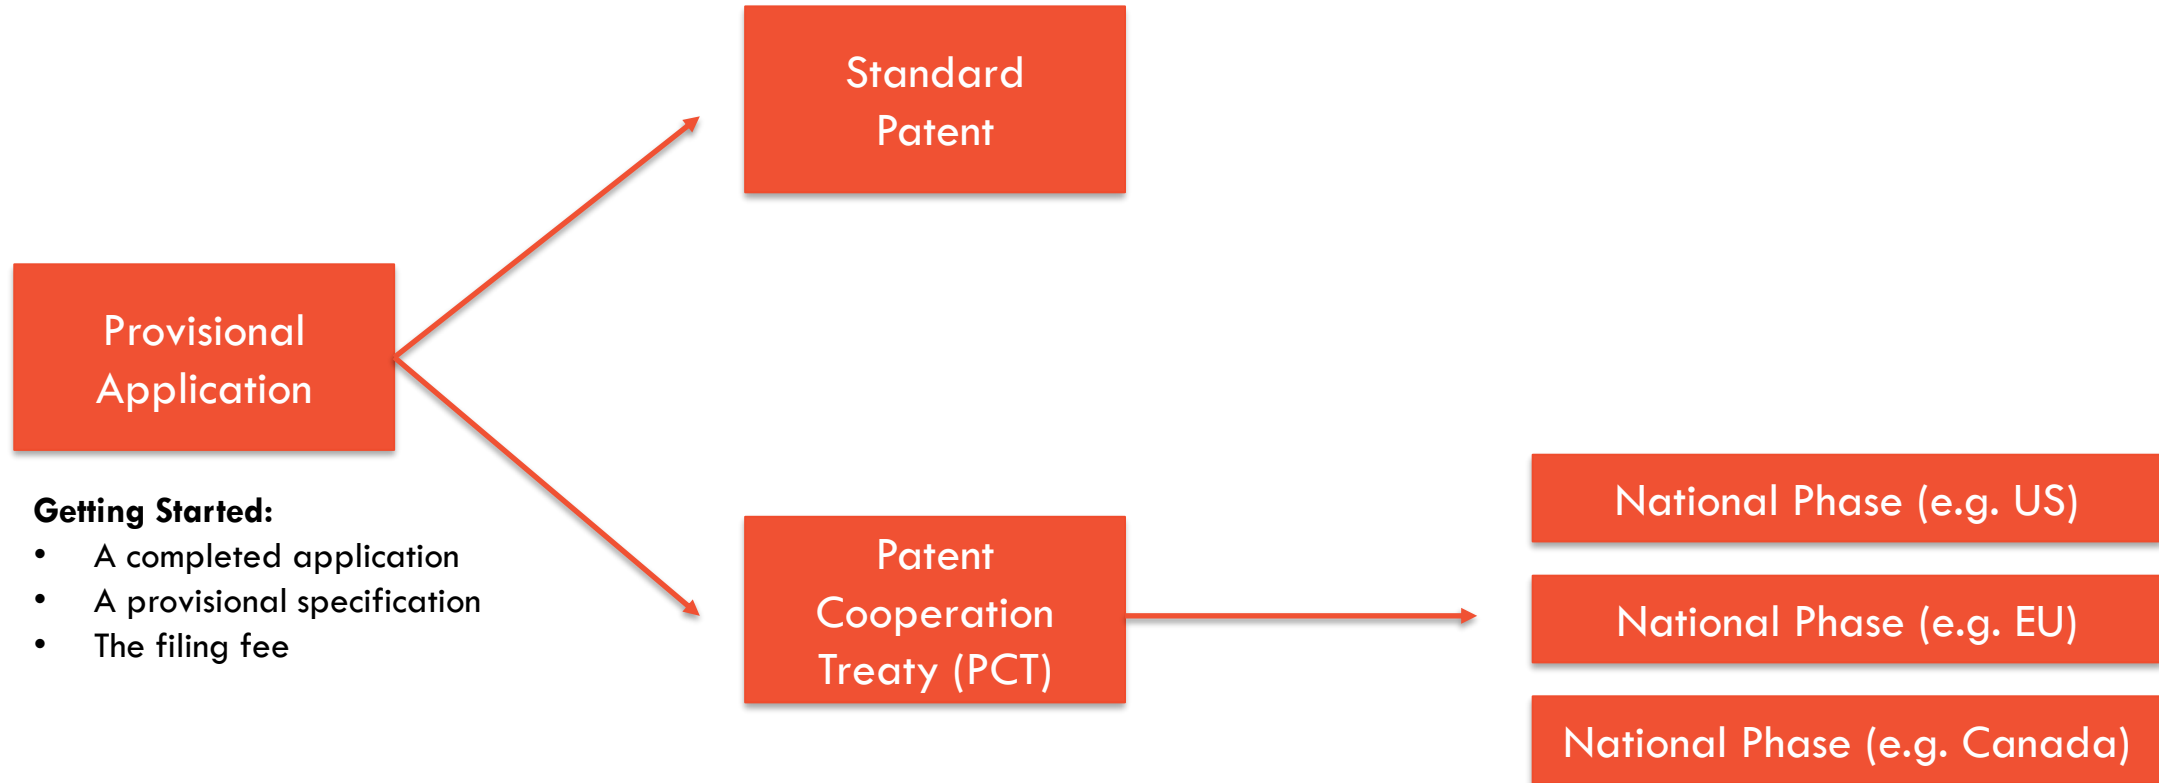 Standard
Patent
Provisional
Application
Getting Started:
• A completed application
• A provisional specification
• The filing fee
Patent
Cooperation
Treaty (PCT)
National Phase (e.g. US)
National Phase (e.g. EU)
National Phase (e.g. Canada)